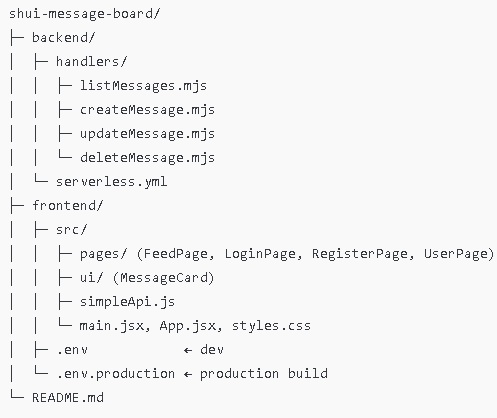 shui-message-board/
├─ backend/
│  ├─ handlers/
│  │  ├─ listMessages.mjs
│  │  ├─ createMessage.mjs
│  │  ├─ updateMessage.mjs
│  │  └─ deleteMessage.mjs
│  └─ serverless.yml
├─ frontend/
│  ├─ src/
│  │  ├─ pages/ (FeedPage, LoginPage, RegisterPage, UserPage)
│  │  ├─ ui/ (MessageCard)
│  │  ├─ simpleApi.js
│  │  └─ main.jsx, App.jsx, styles.css
│  ├─ .env            ← dev
│  └─ .env.production ← production build
└─ README.md